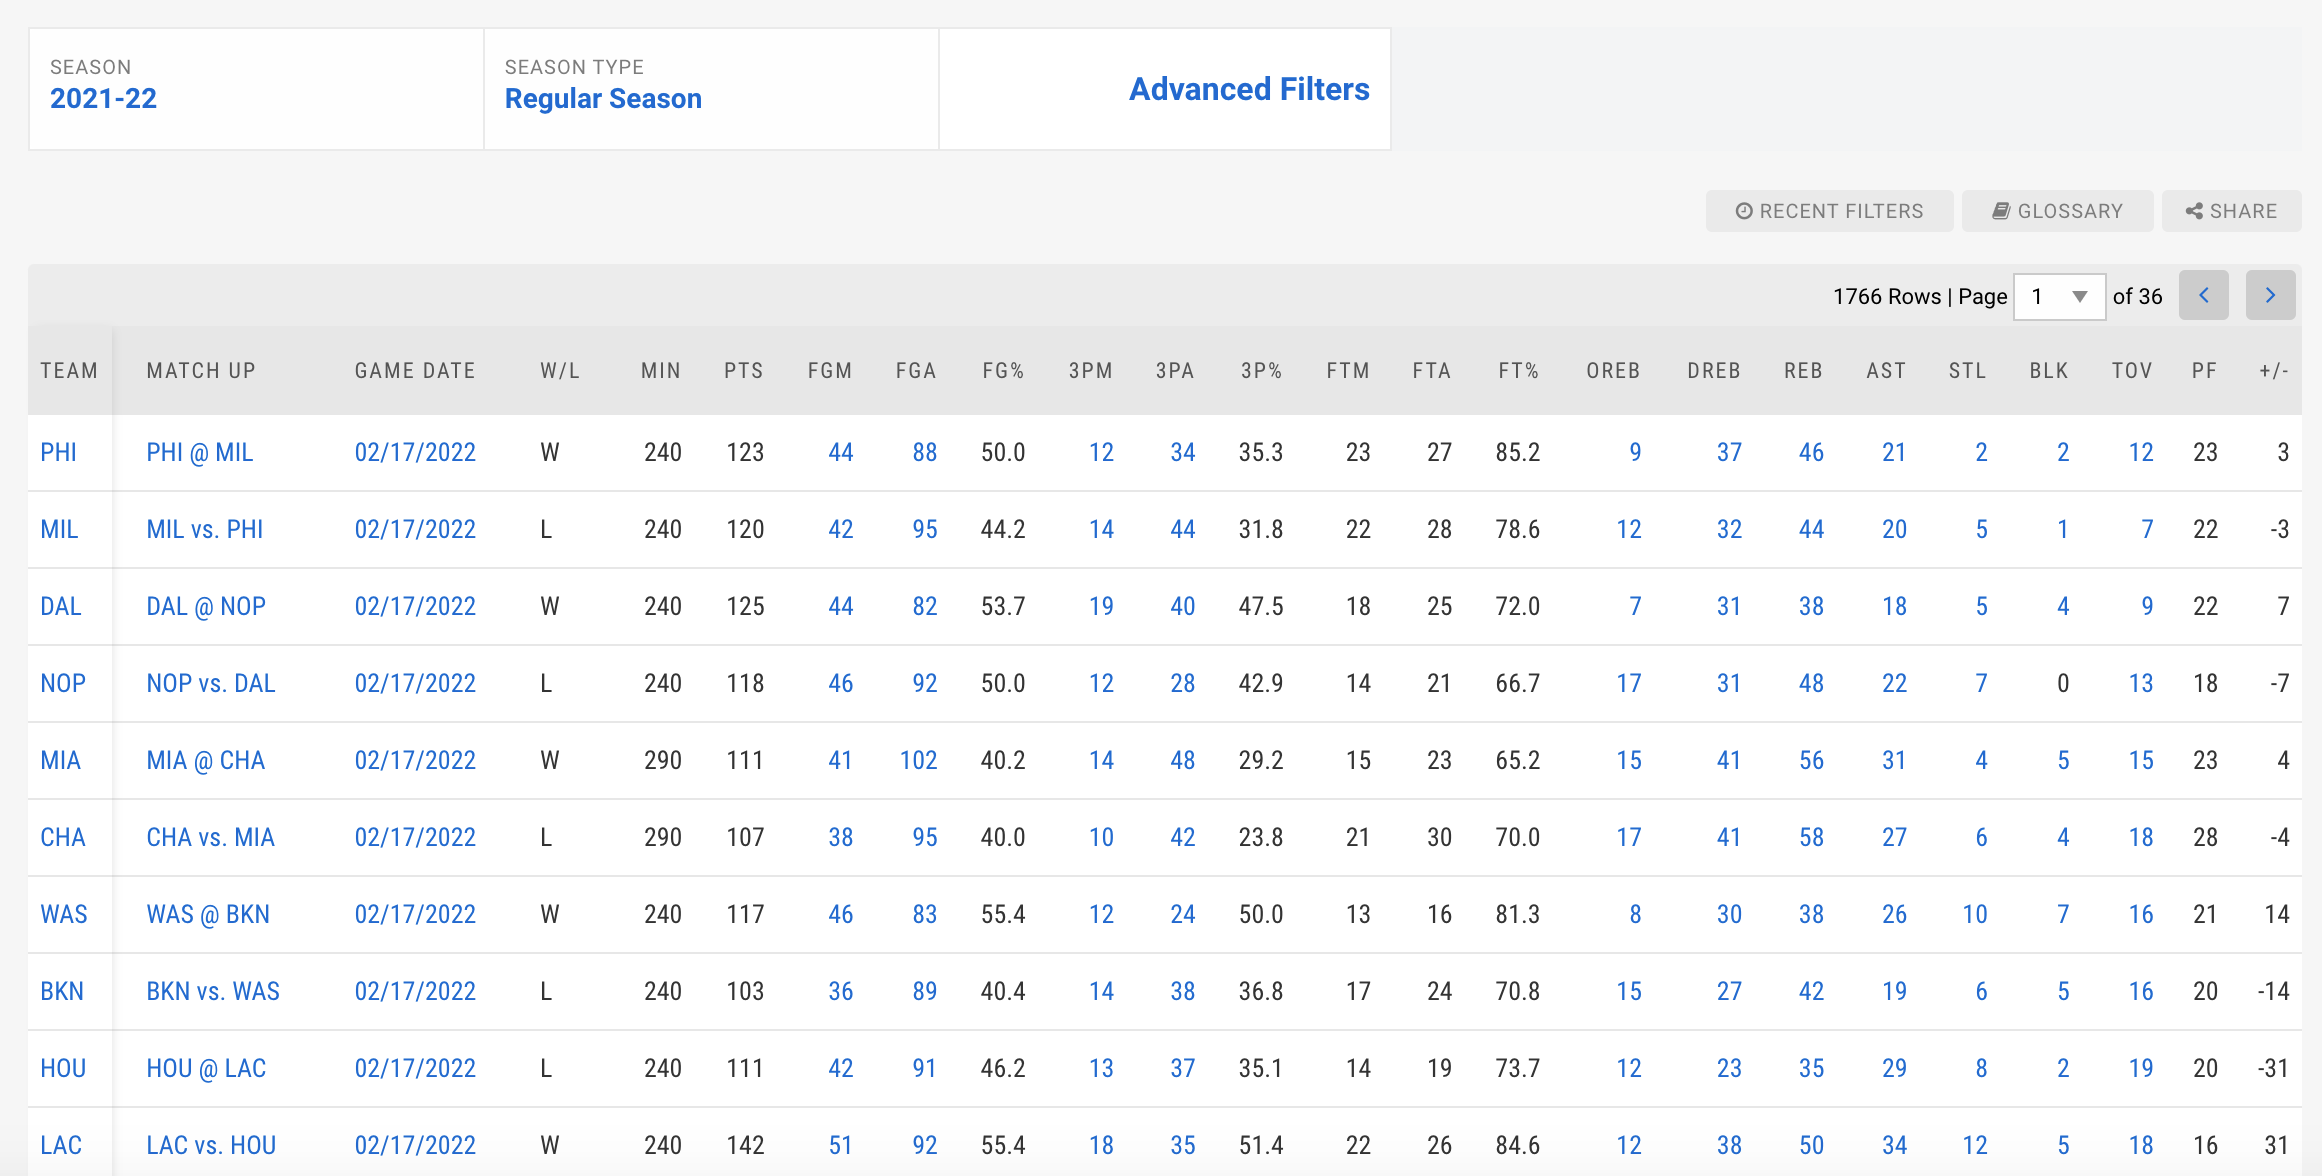 SEASON SEASON TYPE
2021-22 Regular Season Advanced Filters
RECENT FILTERS GLOSSARY SHARE
1766 Rows | Page 1 of 36
TEAM MATCH UP GAME DATE W/L MIN PTS FGM FGA FG% 3PM 3PA 3P% FTM FTA FT% OREB DREB REB AST STL BLK TOV PF +/-
PHI PHI @ MIL 02/17/2022 W 240 123 44 88 50.0 12 34 35.3 23 27 85.2 9 37 46 21 2 2 12 23 3
MIL MIL vs. PHI 02/17/2022 L 240 120 42 95 44.2 14 44 31.8 22 28 78.6 12 32 44 20 5 1 7 22 -3
DAL DAL @ NOP 02/17/2022 W 240 125 44 82 53.7 19 40 47.5 18 25 72.0 7 31 38 18 5 4 9 22 7
NOP NOP vs. DAL 02/17/2022 L 240 118 46 92 50.0 12 28 42.9 14 21 66.7 17 31 48 22 7 0 13 18 -7
MIA MIA @ CHA 02/17/2022 W 290 111 41 102 40.2 14 48 29.2 15 23 65.2 15 41 56 31 4 5 15 23 4
CHA CHA vs. MIA 02/17/2022 L 290 107 38 95 40.0 10 42 23.8 21 30 70.0 17 41 58 27 6 4 18 28 -4
WAS WAS @ BKN 02/17/2022 W 240 117 46 83 55.4 12 24 50.0 13 16 81.3 8 30 38 26 10 7 16 21 14
BKN BKN vs. WAS 02/17/2022 L 240 103 36 89 40.4 14 38 36.8 17 24 70.8 15 27 42 19 6 5 16 20 -14
HOU HOU @ LAC 02/17/2022 L 240 111 42 91 46.2 13 37 35.1 14 19 73.7 12 23 35 29 8 2 19 20 -31
LAC LAC vs. HOU 02/17/2022 W 240 142 51 92 55.4 18 35 51.4 22 26 84.6 12 38 50 34 12 5 18 16 31